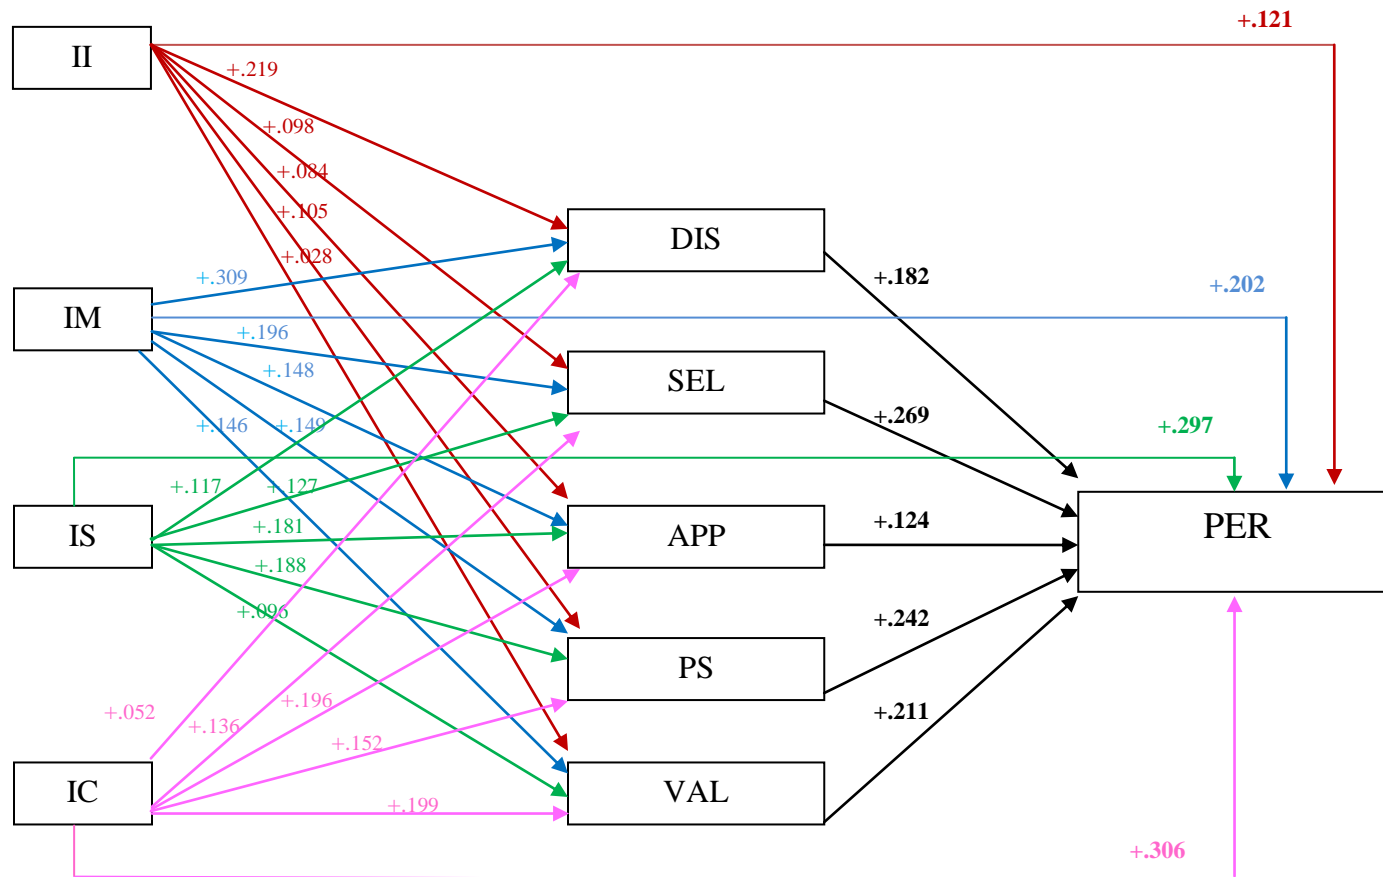 +.121
II
+.219
+.098
+.084
+.105
+.028
DIS
+.309
+.182
+.202
IM
+.196
+.148
SEL
+.269
+.146
+.149
+.297
+.117
+.127
+.181
IS
APP
+.124
PER
+.188
+.096
+.242
PS
+.052
+.136
+.196
+.211
+.152
IC
+.199
VAL
+.306